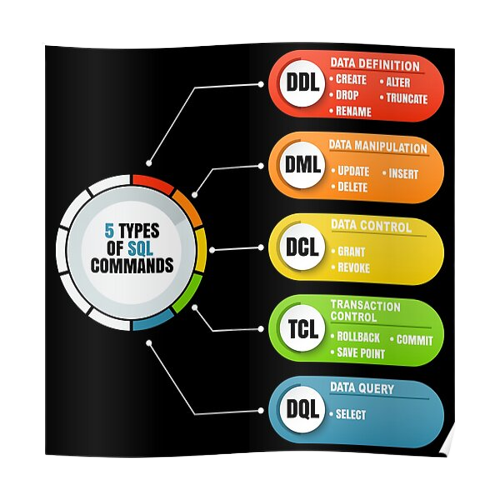 5 TYPES
OF SQL
COMMANDS
DDL
DATA DEFINITION
• CREATE • ALTER
• DROP • TRUNCATE
• RENAME
DML
DATA MANIPULATION
• UPDATE • INSERT
• DELETE
DCL
DATA CONTROL
• GRANT
• REVOKE
TCL
TRANSACTION
CONTROL
• ROLLBACK • COMMIT
• SAVE POINT
DQL
DATA QUERY
• SELECT